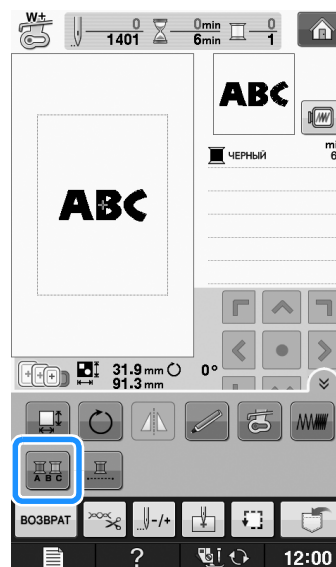 W+
0
1401
0min
6min
0
1
ABC
ЧЕРНЫЙ
ABC
31.9 mm
91.3 mm
0°
A B C
ВОЗВРАТ
-/+
?
12:00